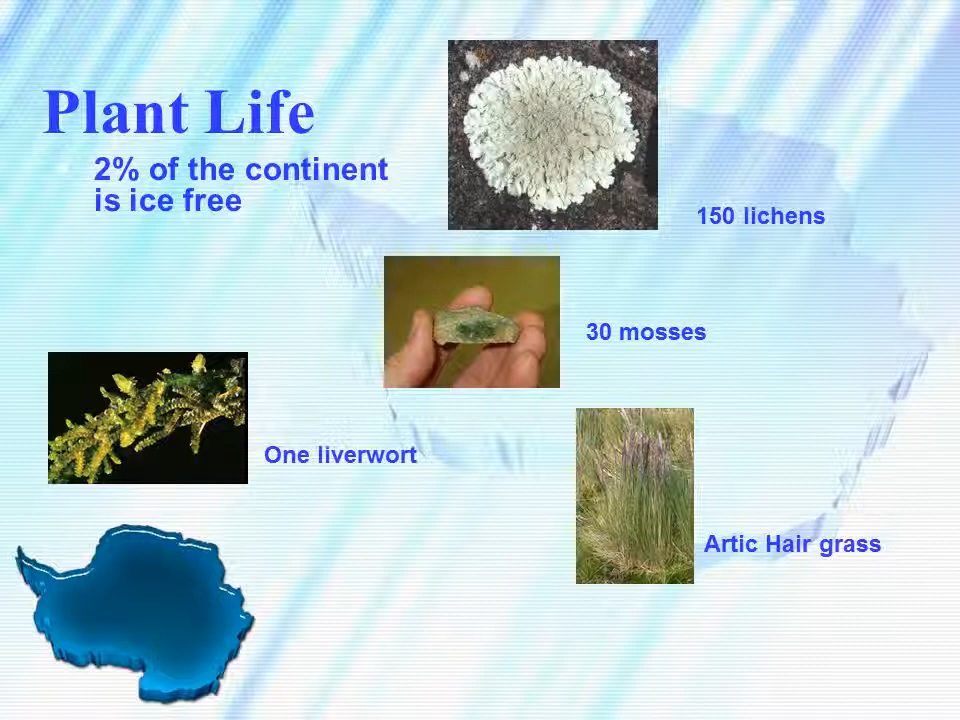 Plant Life
2% of the continent
is ice free
150 lichens
30 mosses
One liverwort
Artic Hair grass